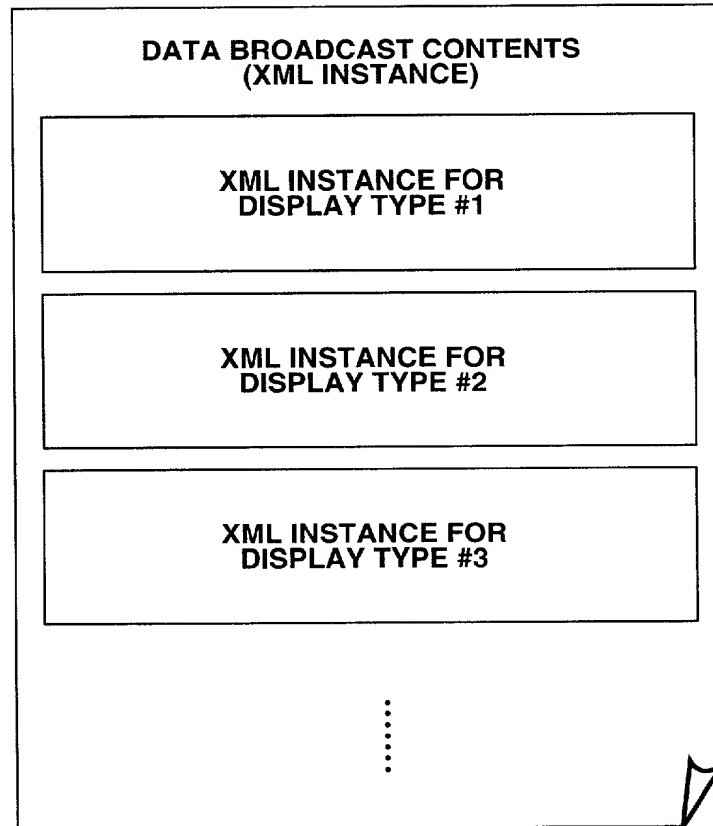 DATA BROADCAST CONTENTS
(XML INSTANCE)
XML INSTANCE FOR
DISPLAY TYPE #1
XML INSTANCE FOR
DISPLAY TYPE #2
XML INSTANCE FOR
DISPLAY TYPE #3